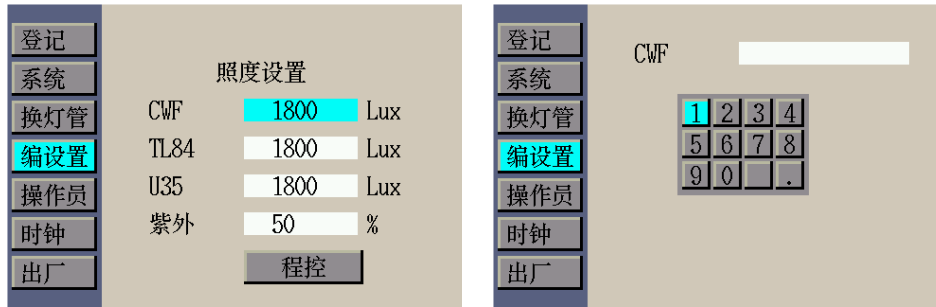 登记
系统
换灯管
编设置
操作员
时钟
出厂
照度设置
CWF 1800 Lux
TL84 1800 Lux
U35 1800 Lux
紫外 50 %
程控
登记
系统
换灯管
编设置
操作员
时钟
出厂
CWF
1 2 3 4
5 6 7 8
9 0 .